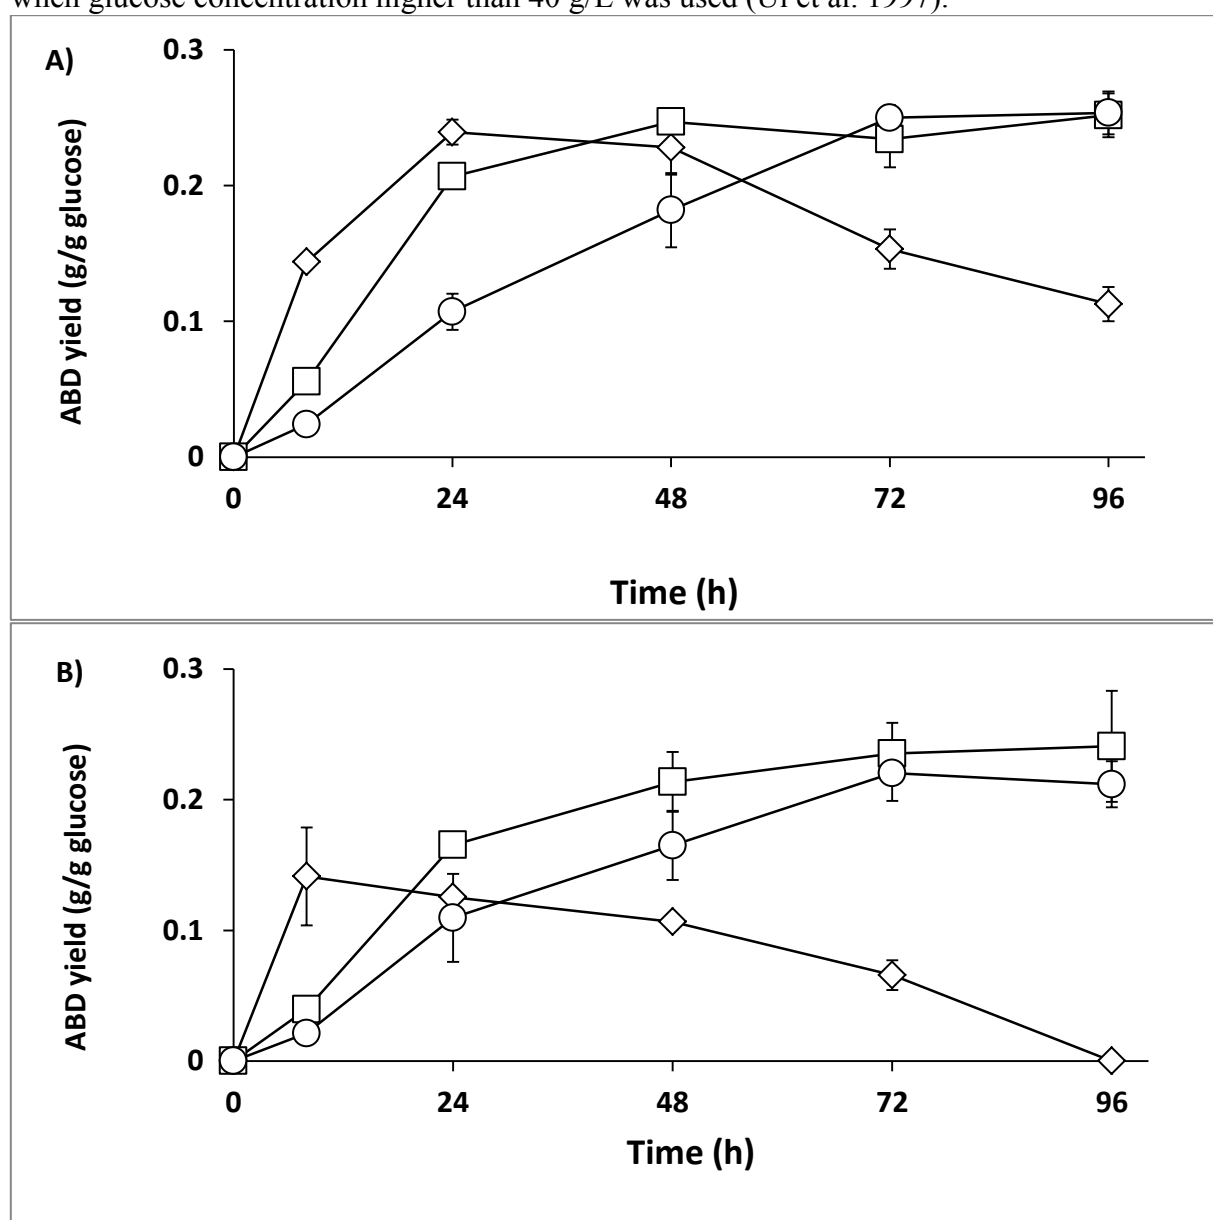 when glucose concentration higher than 40 g/L was used (Ui et al. 1997).
A)
0.3
0.2
0.1
0
ABD yield (g/g glucose)
0 24 48 72 96
Time (h)
B)
0.3
0.2
0.1
0
ABD yield (g/g glucose)
0 24 48 72 96
Time (h)